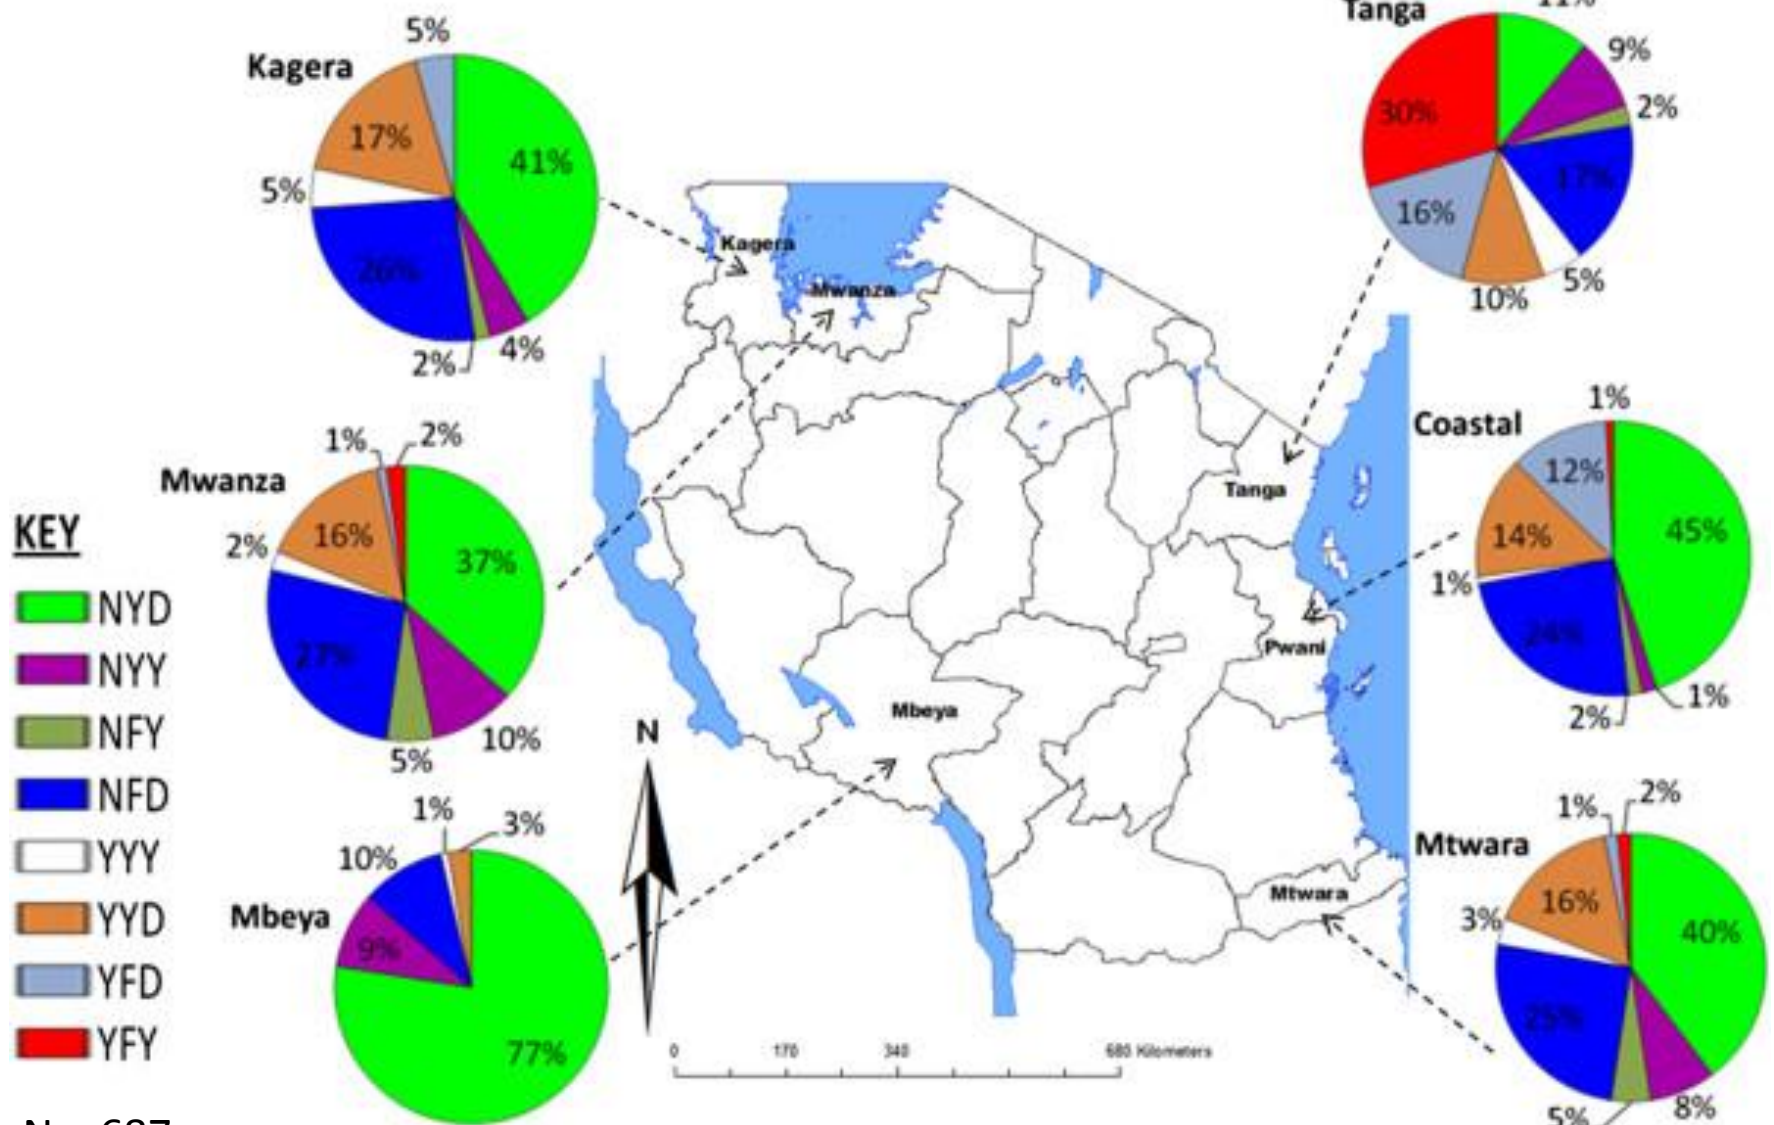 Kagera
5%
17%
41%
5%
26%
2%
4%
Tanga
11%
9%
2%
30%
17%
16%
5%
10%
Mwanza
1%
2%
16%
37%
2%
27%
10%
5%
Coastal
1%
12%
45%
14%
1%
24%
1%
2%
KEY
NYD
NYY
NFY
NFD
YYY
YYD
YFD
YFY
Mbeya
1%
3%
10%
9%
77%
Mtwara
1%
2%
16%
40%
3%
25%
8%
5%
Kagera
Mwanza
Tanga
Pwani
Mbeya
Mtwara
N
0 170 340 680 Kilometers